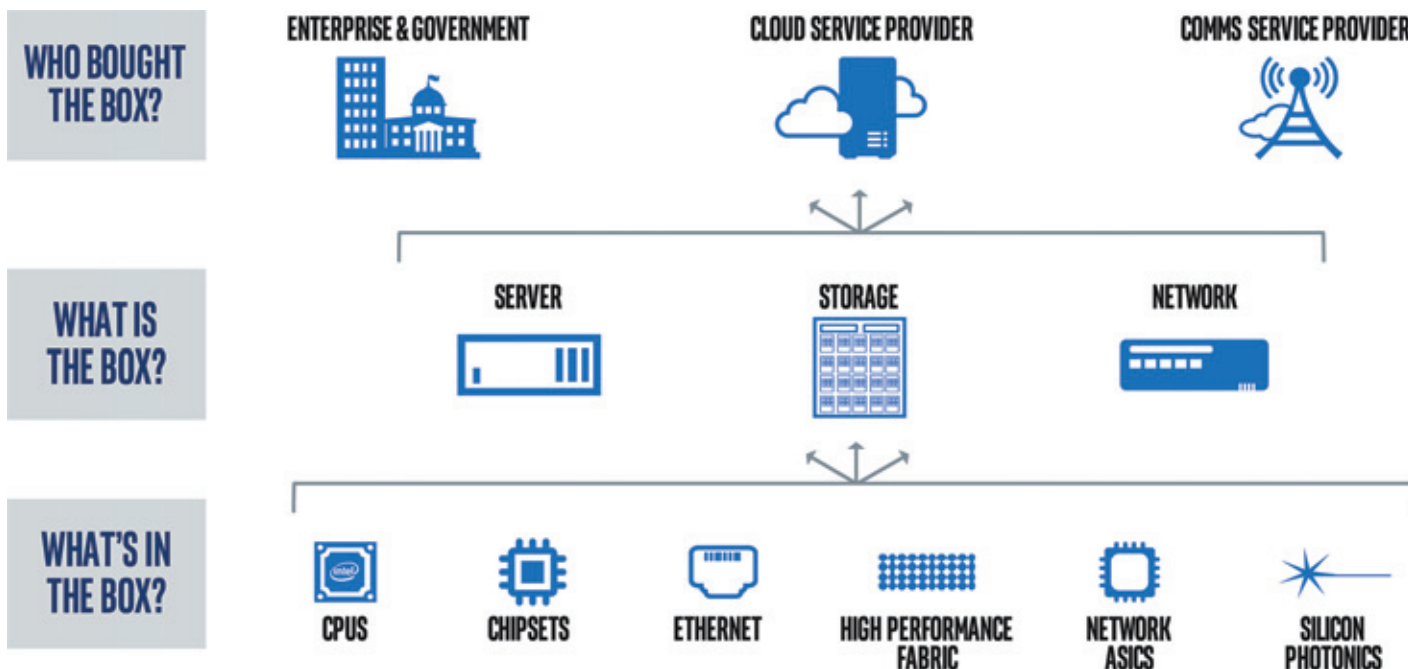 WHO BOUGHT
THE BOX?
ENTERPRISE & GOVERNMENT
CLOUD SERVICE PROVIDER
COMMS SERVICE PROVIDER
WHAT IS
THE BOX?
SERVER
STORAGE
NETWORK
WHAT'S IN
THE BOX?
intel
CPUS
CHIPSETS
ETHERNET
HIGH PERFORMANCE
FABRIC
NETWORK
ASICS
SILICON
PHOTONICS